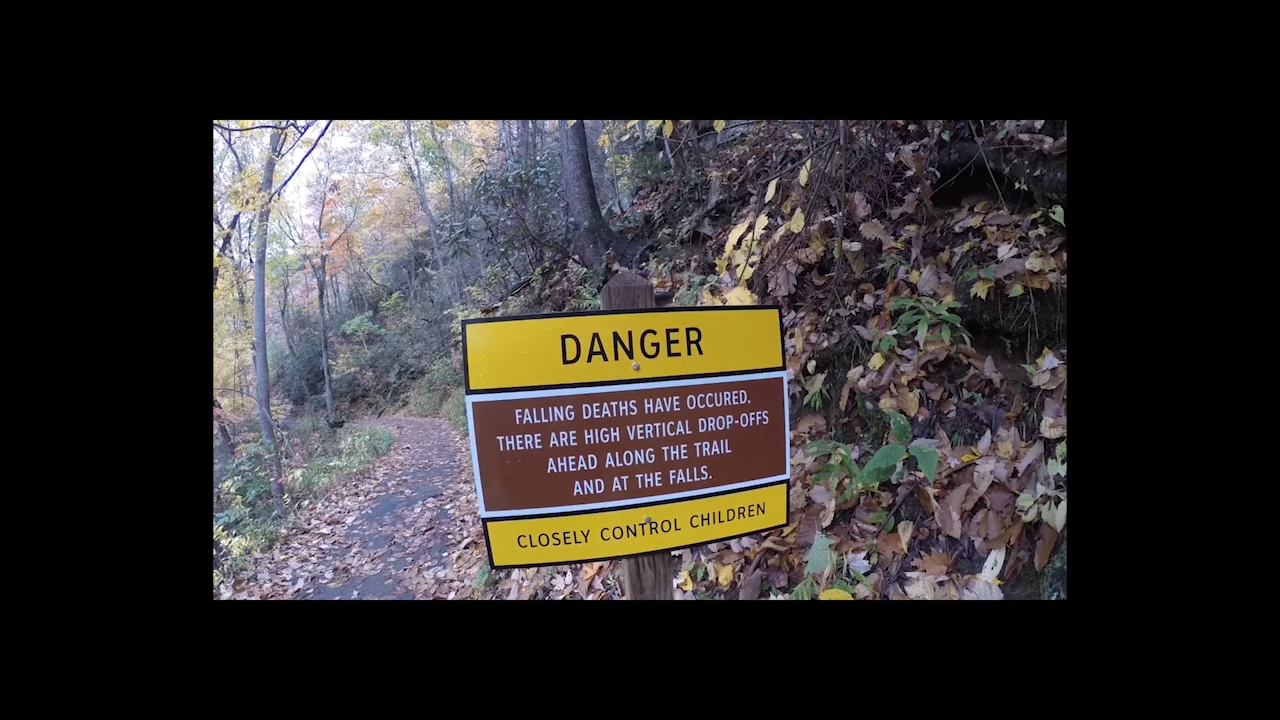 DANGER
FALLING DEATHS HAVE OCCURED.
THERE ARE HIGH VERTICAL DROP-OFFS
AHEAD ALONG THE TRAIL
AND AT THE FALLS.
CLOSELY CONTROL CHILDREN